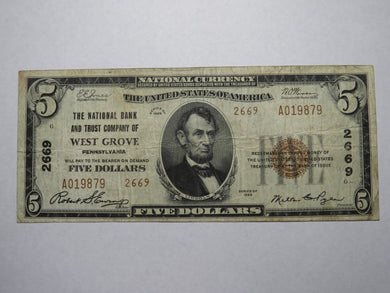 NATIONAL CURRENCY
THE UNITED STATES OF AMERICA
5
5
THE NATIONAL BANK
AND TRUST COMPANY OF
WEST GROVE
PENNSYLVANIA
WILL PAY TO THE BEARER ON DEMAND
FIVE DOLLARS
2669
A019879
2669
G
2669
A019879
2669
G
SERIES OF
1929
5
FIVE DOLLARS
5